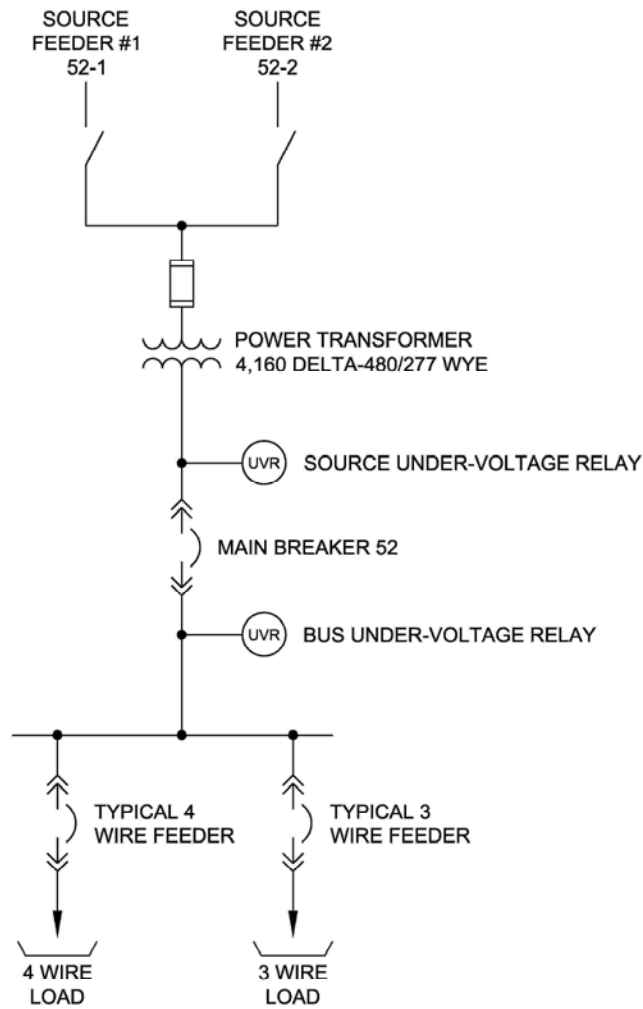 SOURCE
FEEDER #1
52-1
SOURCE
FEEDER #2
52-2
POWER TRANSFORMER
4,160 DELTA-480/277 WYE
UVR
SOURCE UNDER-VOLTAGE RELAY
MAIN BREAKER 52
UVR
BUS UNDER-VOLTAGE RELAY
TYPICAL 4
WIRE FEEDER
TYPICAL 3
WIRE FEEDER
4 WIRE
LOAD
3 WIRE
LOAD